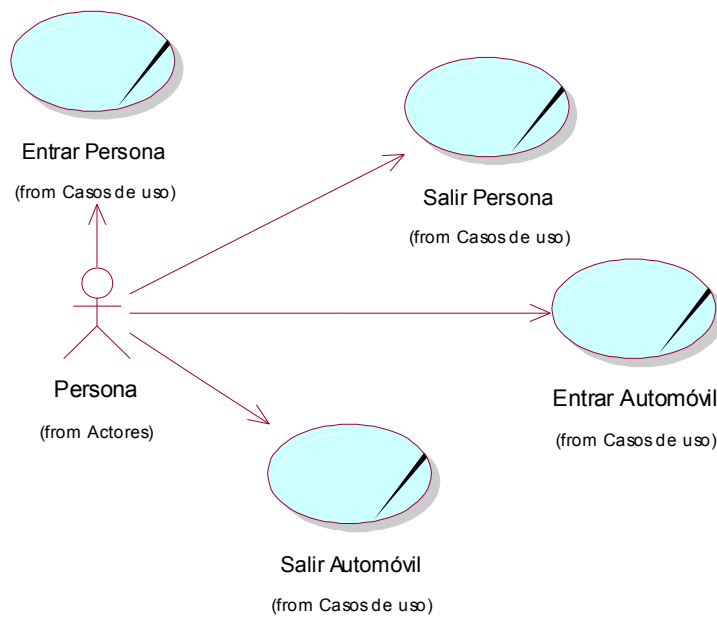 Entrar Persona
(from Casos de uso)
Salir Persona
(from Casos de uso)
Persona
(from Actores)
Entrar Automóvil
(from Casos de uso)
Salir Automóvil
(from Casos de uso)